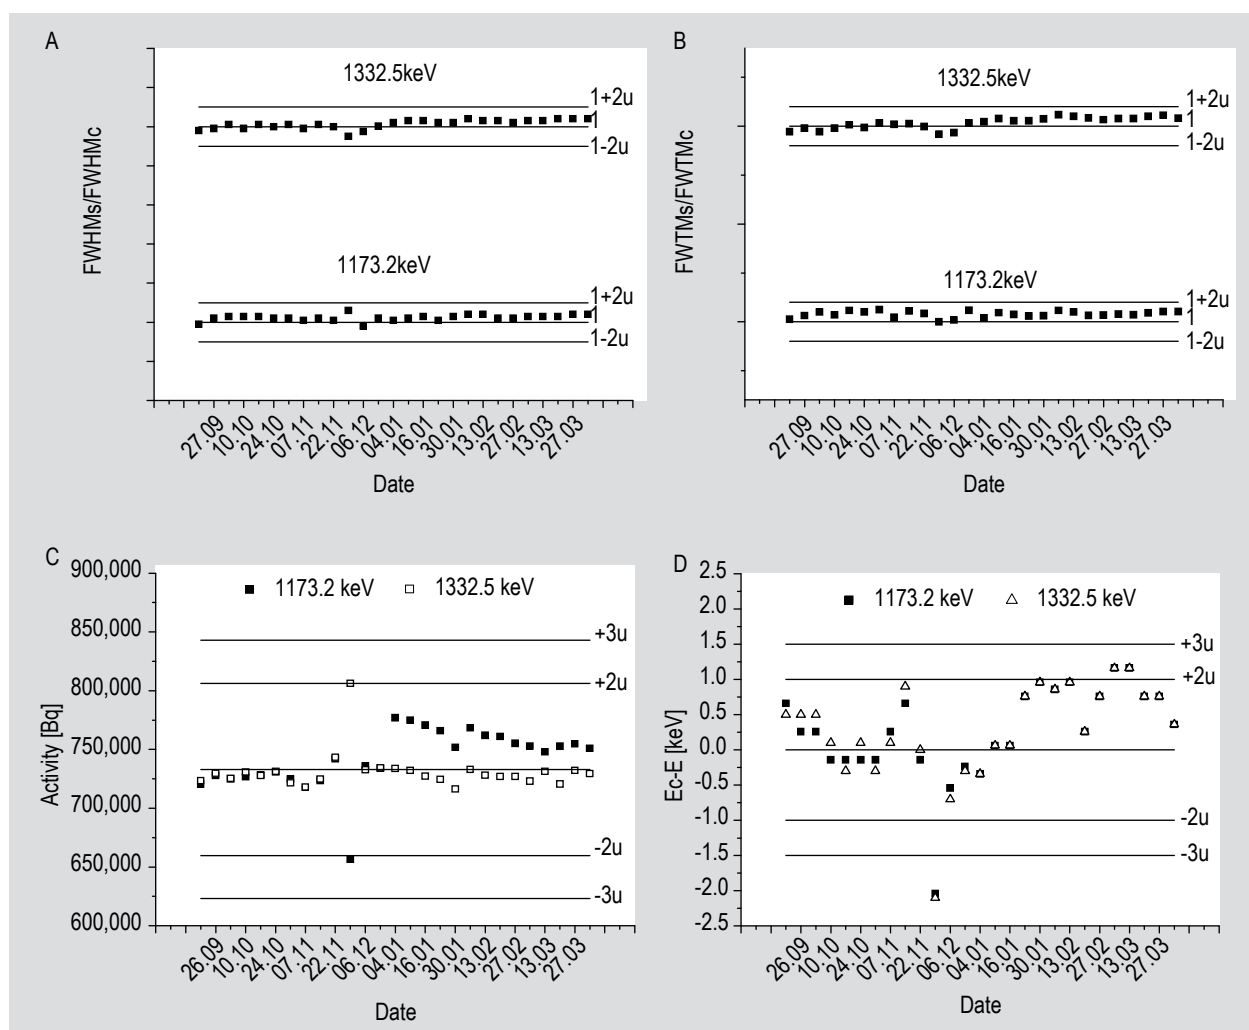 A
1332.5keV
1+2u
1
1-2u
FWHMs/FWHMc
1173.2keV
1+2u
1
1-2u
27.09 10.10 24.10 07.11 22.11 06.12 04.01 16.01 30.01 13.02 27.02 13.03 27.03
Date
B
1332.5keV
1+2u
1
1-2u
FWTMs/FWTMc
1173.2keV
1+2u
1
1-2u
27.09 10.10 24.10 07.11 22.11 06.12 04.01 16.01 30.01 13.02 27.02 13.03 27.03
Date
C
1173.2 keV 1332.5 keV
900,000
850,000
800,000
750,000
700,000
650,000
600,000
Activity [Bq]
+3u
+2u
-2u
-3u
26.09 10.10 24.10 07.11 22.11 06.12 04.01 16.01 30.01 13.02 27.02 13.03 27.03
Date
D
1173.2 keV 1332.5 keV
2.5
2.0
1.5
1.0
0.5
0.0
-0.5
-1.0
-1.5
-2.0
-2.5
Ec-E [keV]
+3u
+2u
-2u
-3u
26.09 10.10 24.10 07.11 22.11 06.12 04.01 16.01 30.01 13.02 27.02 13.03 27.03
Date